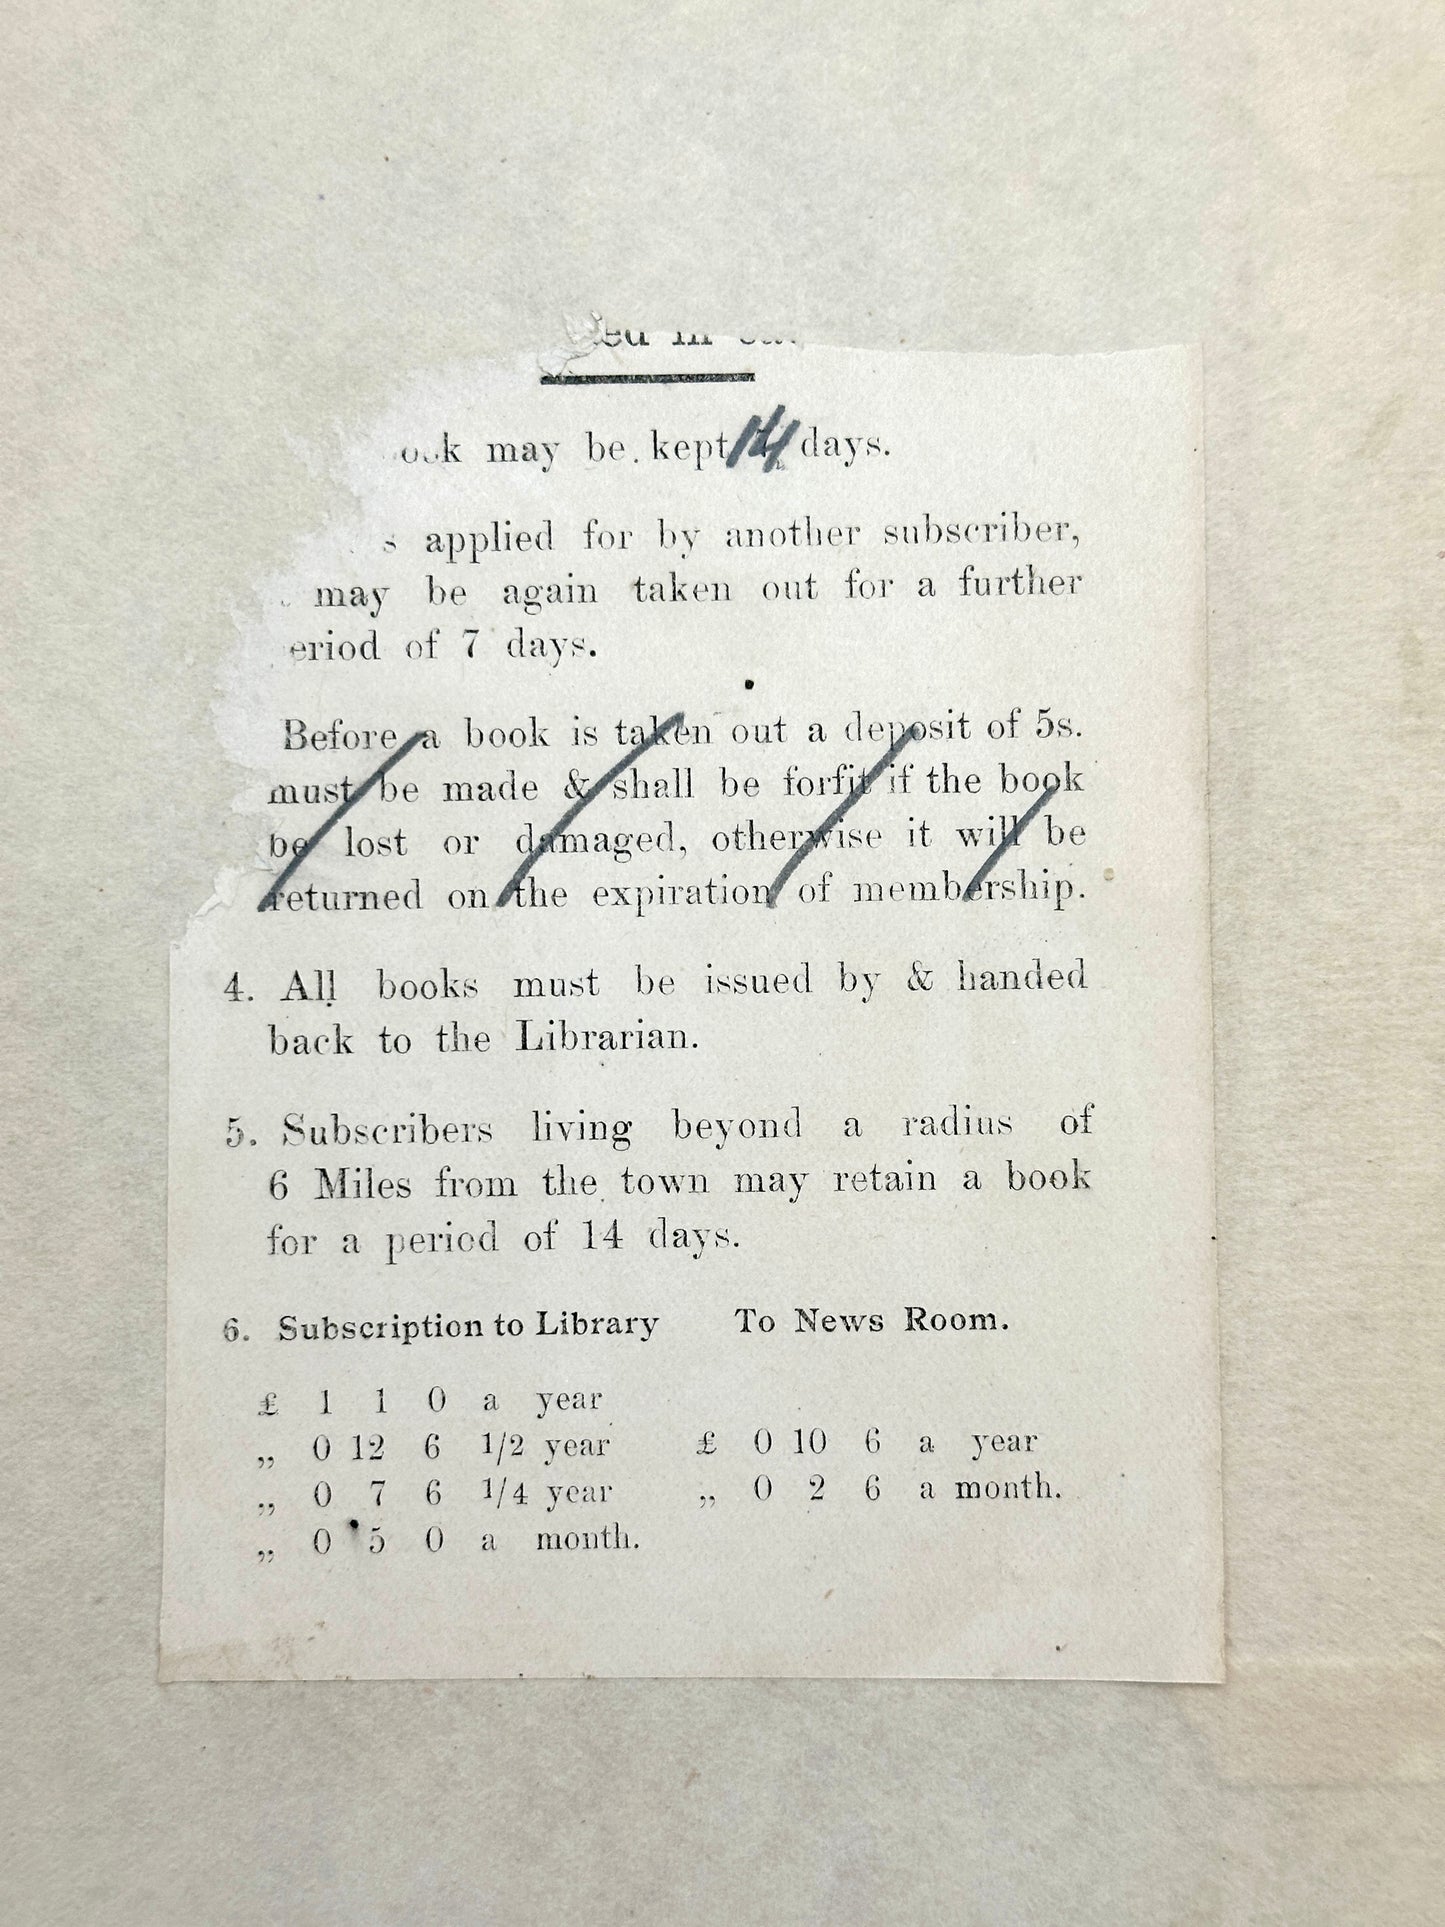 ed in
may be kept 14 days.
applied for by another subscriber,
may be again taken out for a further
eriod of 7 days.
Before a book is taken out a deposit of 5s.
must be made & shall be forfit if the book
be lost or damaged, otherwise it will be
returned on the expiration of membership.
4. All books must be issued by & handed
back to the Librarian.
5. Subscribers living beyond a radius of
6 Miles from the town may retain a book
for a period of 14 days.
6. Subscription to Library To News Room.
£ 1 1 0 a year
„ 0 12 6 1/2 year £ 0 10 6 a year
„ 0 7 6 1/4 year „ 0 2 6 a month.
„ 0 5 0 a month.